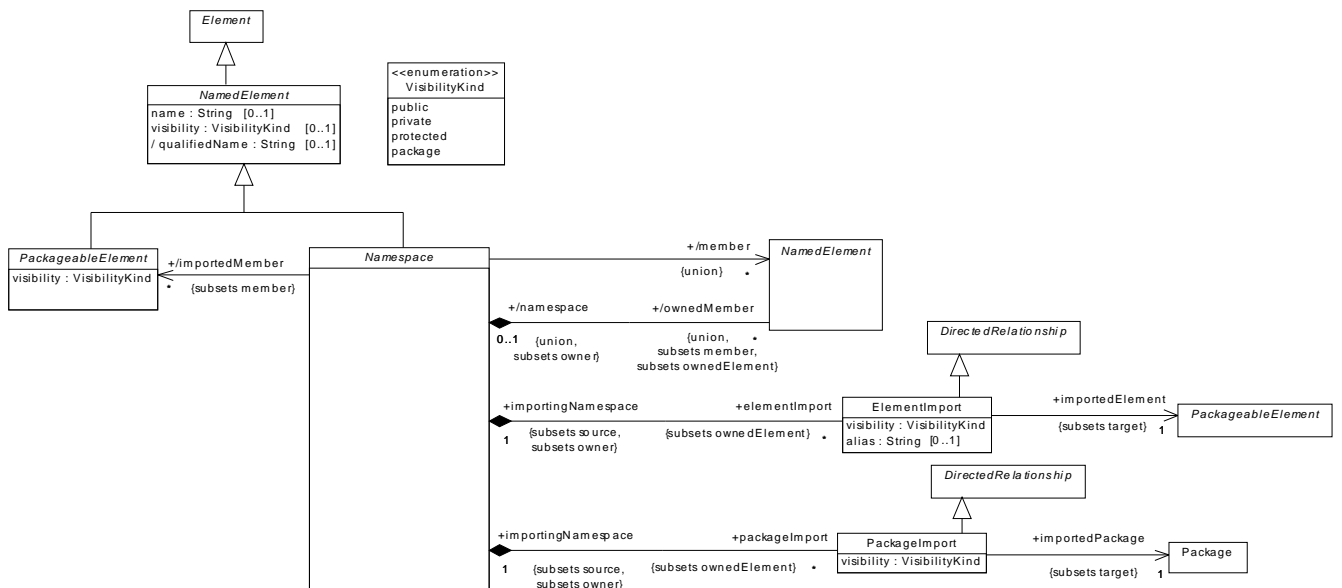 Element
NamedElement
name : String [0..1]
visibility : VisibilityKind [0..1]
/ qualifiedName : String [0..1]
<<enumeration>>
VisibilityKind
public
private
protected
package
PackageableElement
visibility : VisibilityKind
+/importedMember
*
{subsets member}
Namespace
+/member
{union}
*
NamedElement
+/namespace
0..1
{union,
subsets owner}
+/ownedMember
*
{union,
subsets member,
subsets ownedElement}
DirectedRelationship
+importingNamespace
1
{subsets source,
subsets owner}
+elementImport
{subsets ownedElement}
*
ElementImport
visibility : VisibilityKind
alias : String [0..1]
+importedElement
{subsets target}
1
PackageableElement
DirectedRelationship
+importingNamespace
1
{subsets source,
subsets owner}
+packageImport
{subsets ownedElement}
*
PackageImport
visibility : VisibilityKind
+importedPackage
{subsets target}
1
Package